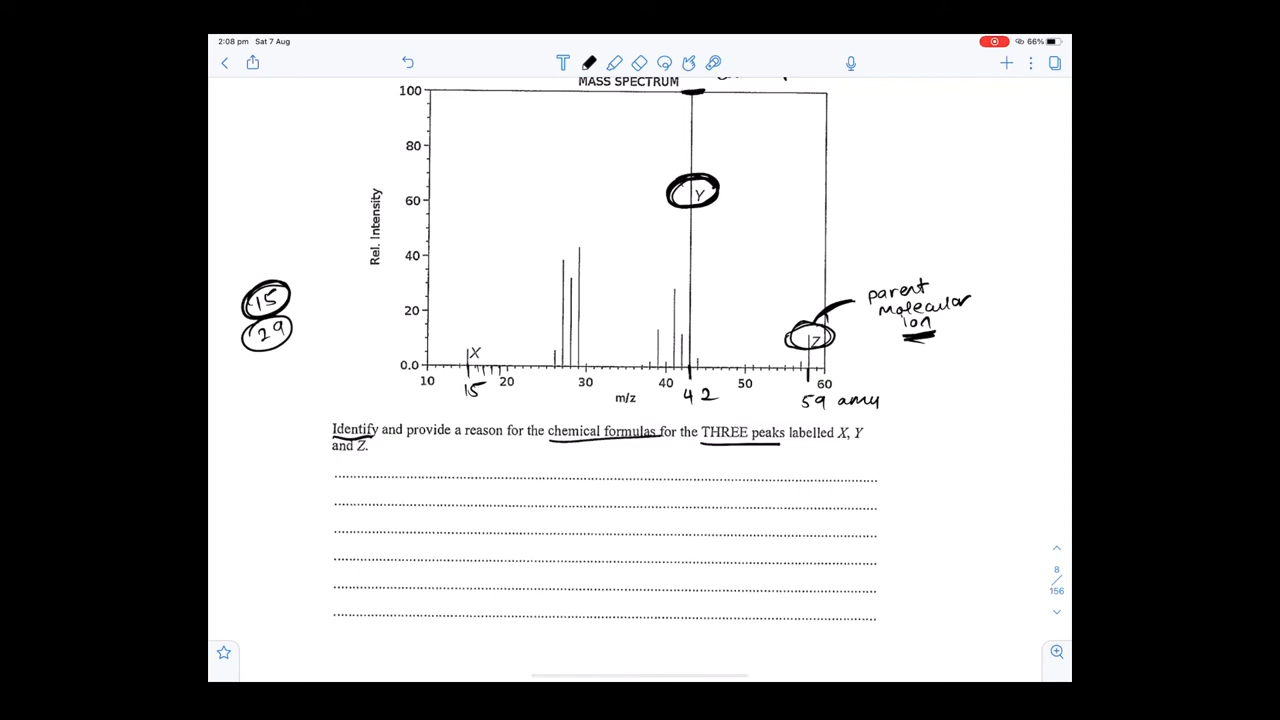 2:08 pm Sat 7 Aug
66%
T
MASS SPECTRUM
100
80
60
40
20
0.0
Rel. Intensity
Y
X
Z
parent
molecular
ion
15
29
10
20
30
40
50
60
15
42
59 amu
m/z
Identify and provide a reason for the chemical formulas for the THREE peaks labelled X, Y
and Z.
8
156